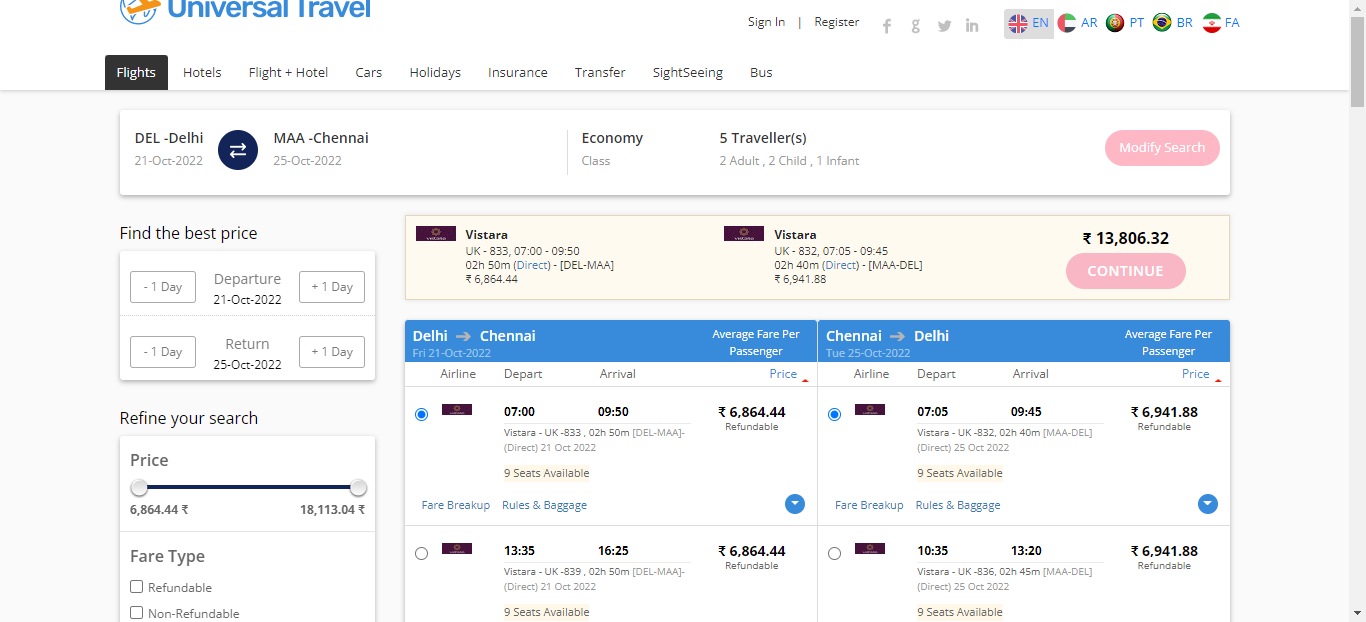 Universal Travel
Sign In | Register
EN AR PT BR FA
Flights Hotels Flight + Hotel Cars Holidays Insurance Transfer SightSeeing Bus
DEL -Delhi MAA -Chennai Economy 5 Traveller(s) Modify Search
21-Oct-2022 25-Oct-2022 Class 2 Adult , 2 Child , 1 Infant
Find the best price
- 1 Day Departure + 1 Day
21-Oct-2022
- 1 Day Return + 1 Day
25-Oct-2022
Refine your search
Price
6,864.44 ₹ 18,113.04 ₹
Fare Type
Refundable
Non-Refundable
Vistara Vistara ₹ 13,806.32
UK - 833, 07:00 - 09:50 UK - 832, 07:05 - 09:45
02h 50m (Direct) - [DEL-MAA] 02h 40m (Direct) - [MAA-DEL] CONTINUE
₹ 6,864.44 ₹ 6,941.88
Delhi Chennai Average Fare Per Passenger
Fri 21-Oct-2022
Airline Depart Arrival Price
07:00 09:50 ₹ 6,864.44
Refundable
Vistara - UK -833 , 02h 50m [DEL-MAA]-
(Direct) 21 Oct 2022
9 Seats Available
Fare Breakup Rules & Baggage
13:35 16:25 ₹ 6,864.44
Refundable
Vistara - UK -839 , 02h 50m [DEL-MAA]-
(Direct) 21 Oct 2022
9 Seats Available
Chennai Delhi Average Fare Per Passenger
Tue 25-Oct-2022
Airline Depart Arrival Price
07:05 09:45 ₹ 6,941.88
Refundable
Vistara - UK -832, 02h 40m [MAA-DEL]
(Direct) 25 Oct 2022
9 Seats Available
Fare Breakup Rules & Baggage
10:35 13:20 ₹ 6,941.88
Refundable
Vistara - UK -836, 02h 45m [MAA-DEL]
(Direct) 25 Oct 2022
9 Seats Available